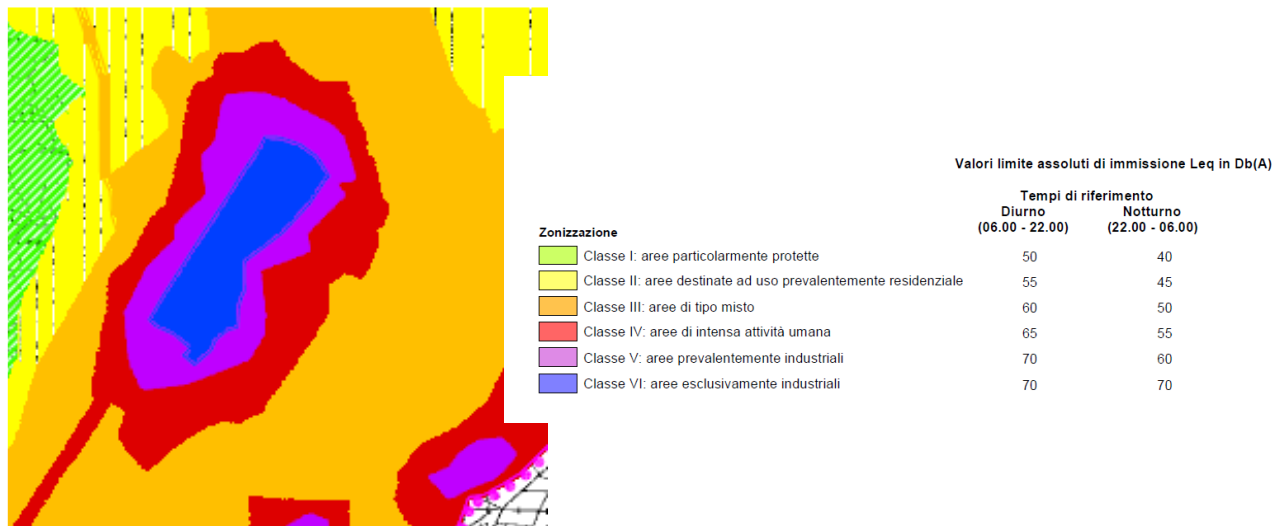 Valori limite assoluti di immissione Leq in Db(A)
Tempi di riferimento
Diurno Notturno
(06.00 - 22.00) (22.00 - 06.00)
Zonizzazione
Classe I: aree particolarmente protette 50 40
Classe II: aree destinate ad uso prevalentemente residenziale 55 45
Classe III: aree di tipo misto 60 50
Classe IV: aree di intensa attività umana 65 55
Classe V: aree prevalentemente industriali 70 60
Classe VI: aree esclusivamente industriali 70 70